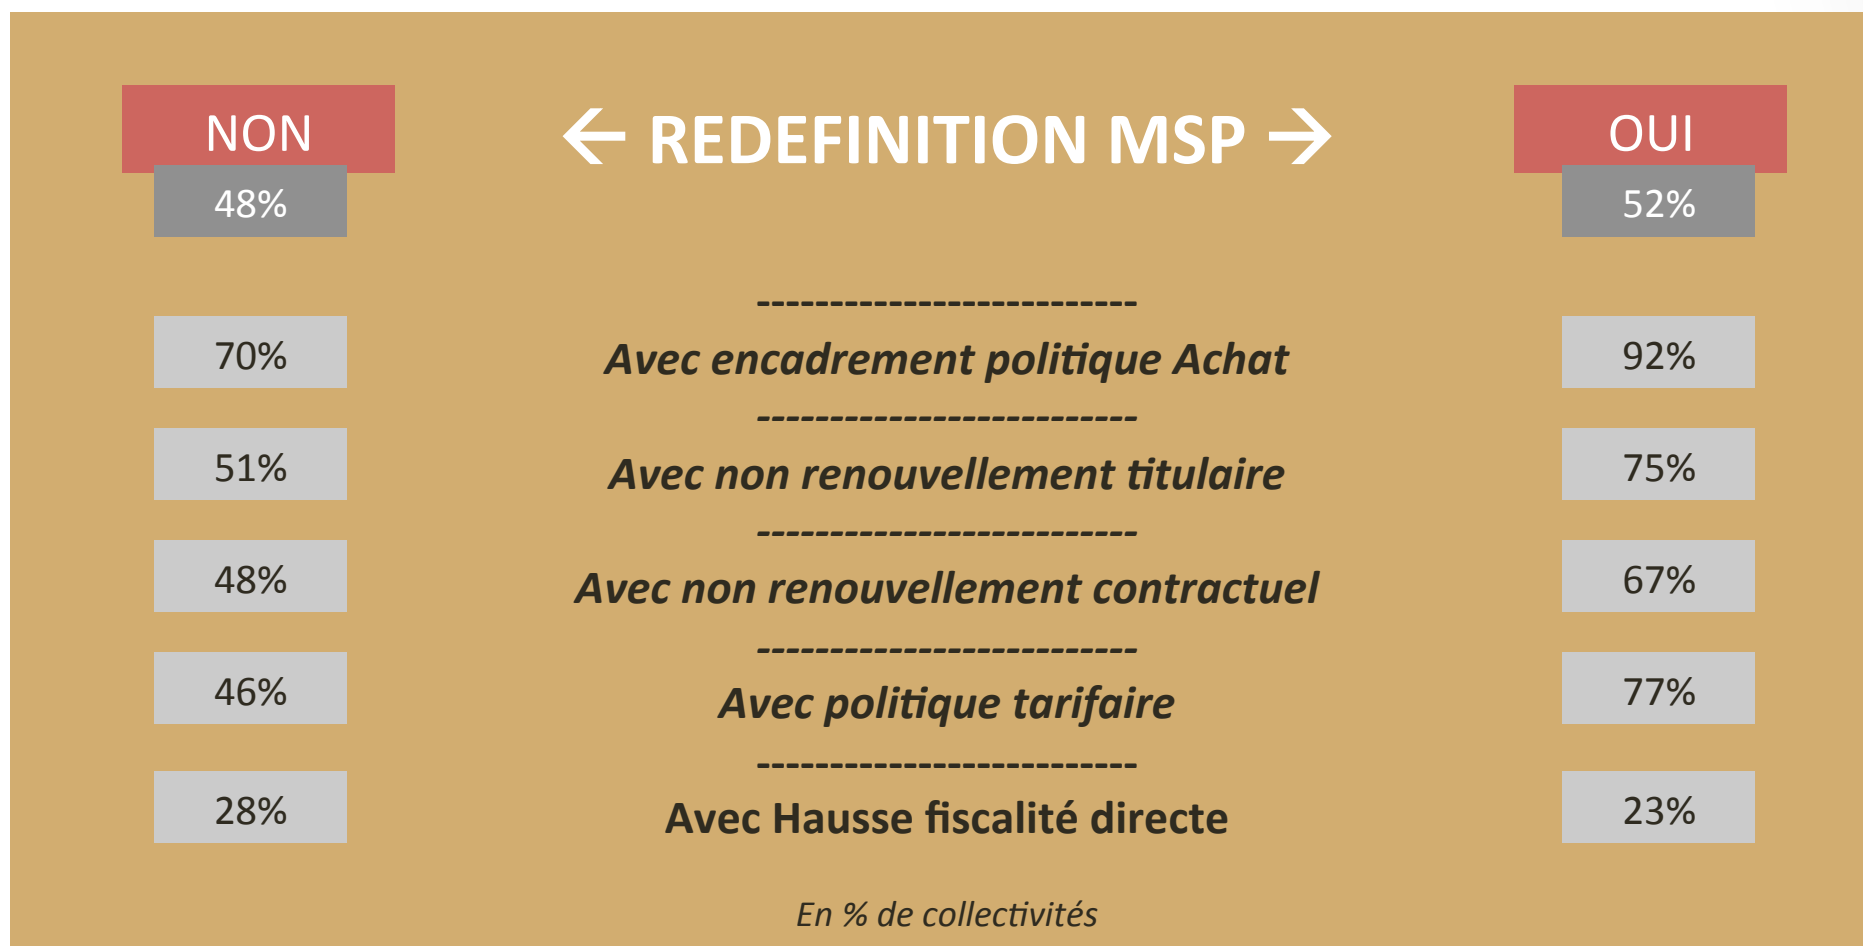 NON
← REDEFINITION MSP →
OUI
48%
52%
--------------------------
70%
Avec encadrement politique Achat
92%
--------------------------
51%
Avec non renouvellement titulaire
75%
--------------------------
48%
Avec non renouvellement contractuel
67%
--------------------------
46%
Avec politique tarifaire
77%
--------------------------
28%
Avec Hausse fiscalité directe
23%
En % de collectivités